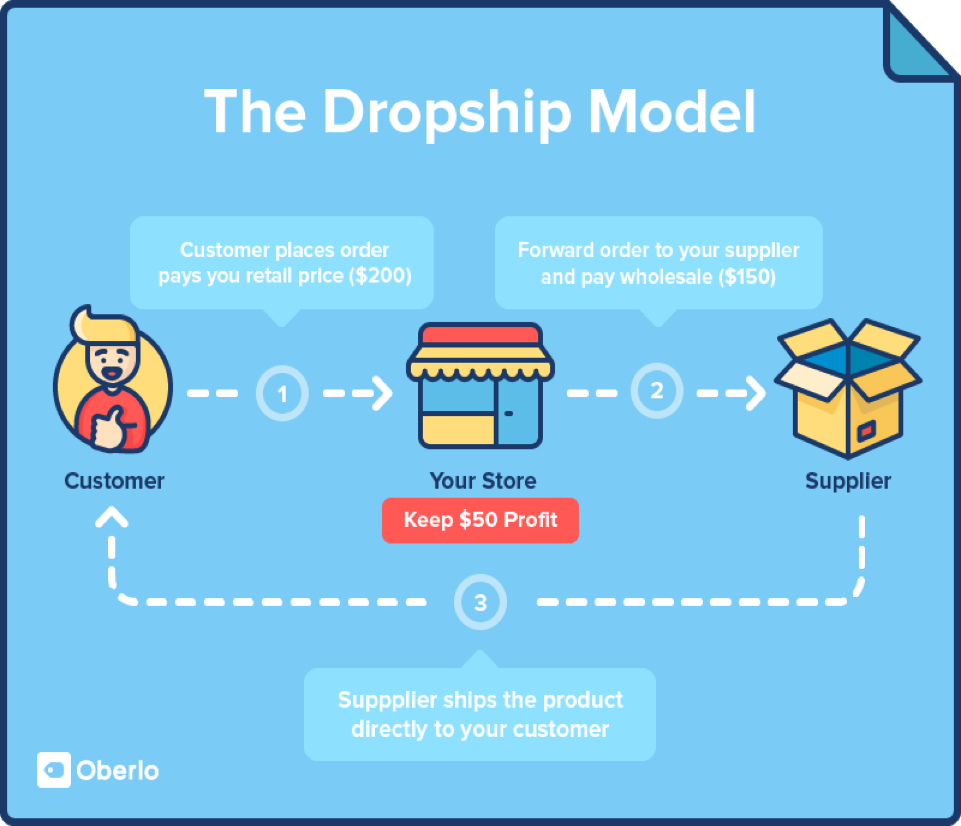 The Dropship Model
Customer places order
pays you retail price ($200)
Forward order to your supplier
and pay wholesale ($150)
1
2
Customer
Your Store
Supplier
Keep $50 Profit
3
Suppplier ships the product
directly to your customer
Oberlo